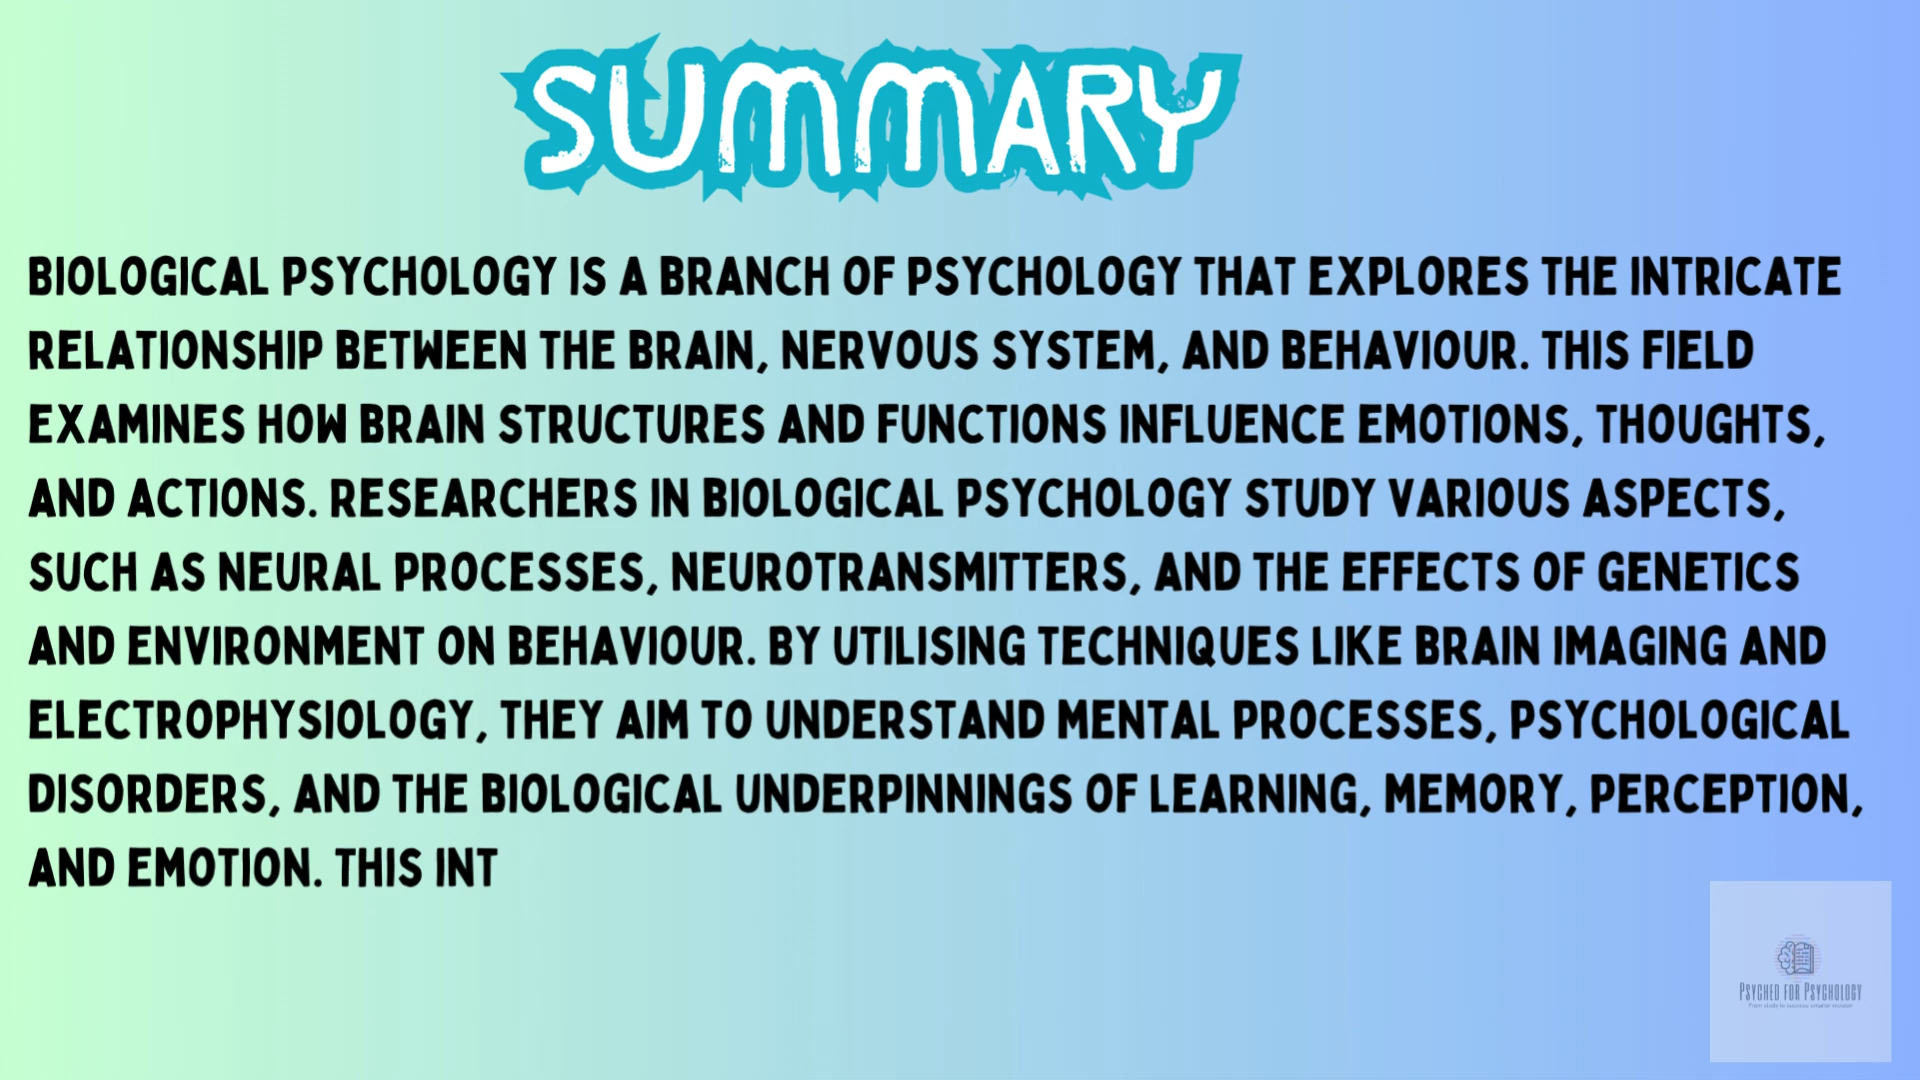 SUMMARY
BIOLOGICAL PSYCHOLOGY IS A BRANCH OF PSYCHOLOGY THAT EXPLORES THE INTRICATE
RELATIONSHIP BETWEEN THE BRAIN, NERVOUS SYSTEM, AND BEHAVIOUR. THIS FIELD
EXAMINES HOW BRAIN STRUCTURES AND FUNCTIONS INFLUENCE EMOTIONS, THOUGHTS,
AND ACTIONS. RESEARCHERS IN BIOLOGICAL PSYCHOLOGY STUDY VARIOUS ASPECTS,
SUCH AS NEURAL PROCESSES, NEUROTRANSMITTERS, AND THE EFFECTS OF GENETICS
AND ENVIRONMENT ON BEHAVIOUR. BY UTILISING TECHNIQUES LIKE BRAIN IMAGING AND
ELECTROPHYSIOLOGY, THEY AIM TO UNDERSTAND MENTAL PROCESSES, PSYCHOLOGICAL
DISORDERS, AND THE BIOLOGICAL UNDERPINNINGS OF LEARNING, MEMORY, PERCEPTION,
AND EMOTION. THIS INT
PSYCHED FOR PSYCHOLOGY
From study to success